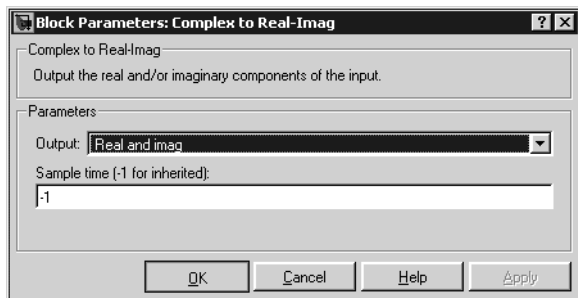 Block Parameters: Complex to Real-Imag
Complex to Real-Imag
Output the real and/or imaginary components of the input.
Parameters
Output: Real and imag
Sample time (-1 for inherited):
-1
OK Cancel Help Apply